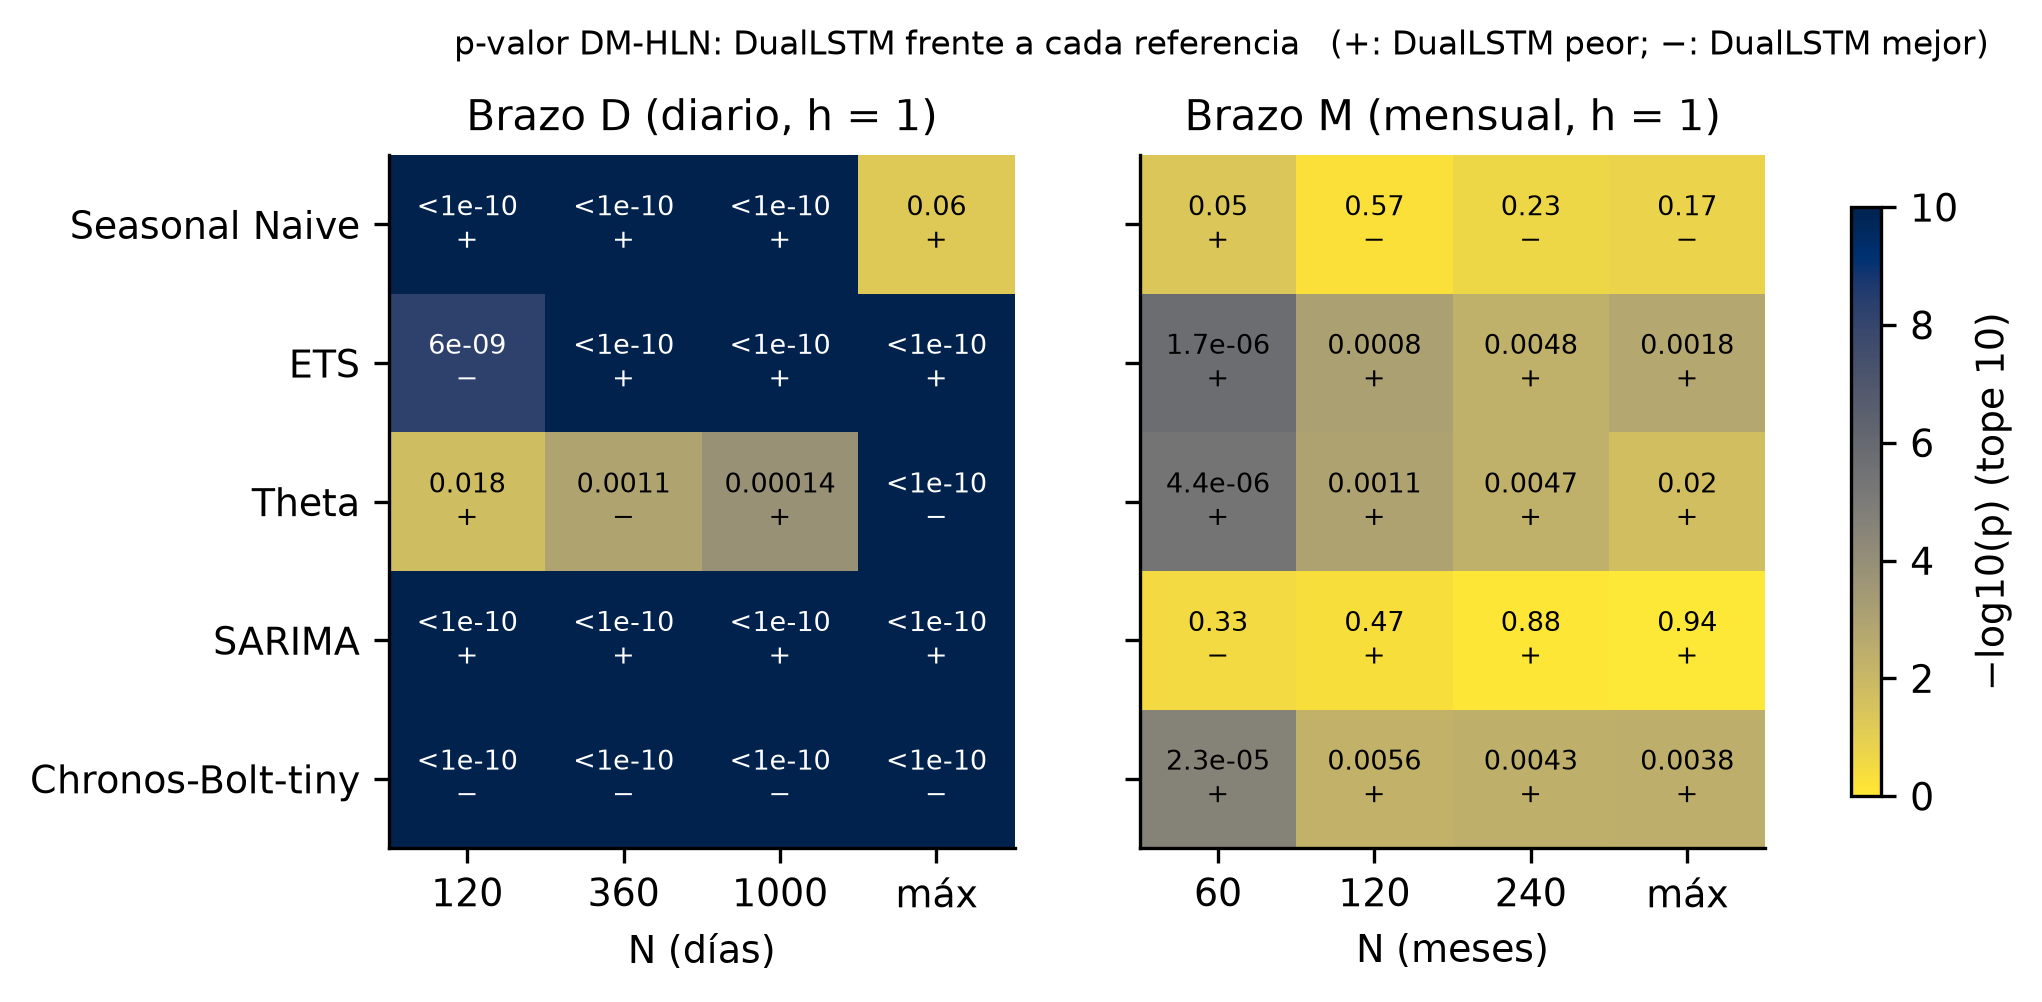 p-valor DM-HLN: DualLSTM frente a cada referencia (+: DualLSTM peor; −: DualLSTM mejor)
Brazo D (diario, h = 1)
Brazo M (mensual, h = 1)
Seasonal Naive
<1e-10 <1e-10 <1e-10 0.06
+ + + +
0.05 0.57 0.23 0.17
+ − − −
ETS
6e-09 <1e-10 <1e-10 <1e-10
− + + +
1.7e-06 0.0008 0.0048 0.0018
+ + + +
Theta
0.018 0.0011 0.00014 <1e-10
+ − + −
4.4e-06 0.0011 0.0047 0.02
+ + + +
SARIMA
<1e-10 <1e-10 <1e-10 <1e-10
+ + + +
0.33 0.47 0.88 0.94
− + + +
Chronos-Bolt-tiny
<1e-10 <1e-10 <1e-10 <1e-10
− − − −
2.3e-05 0.0056 0.0043 0.0038
+ + + +
120 360 1000 máx
N (días)
60 120 240 máx
N (meses)
10
8
6
4
2
0
−log10(p) (tope 10)